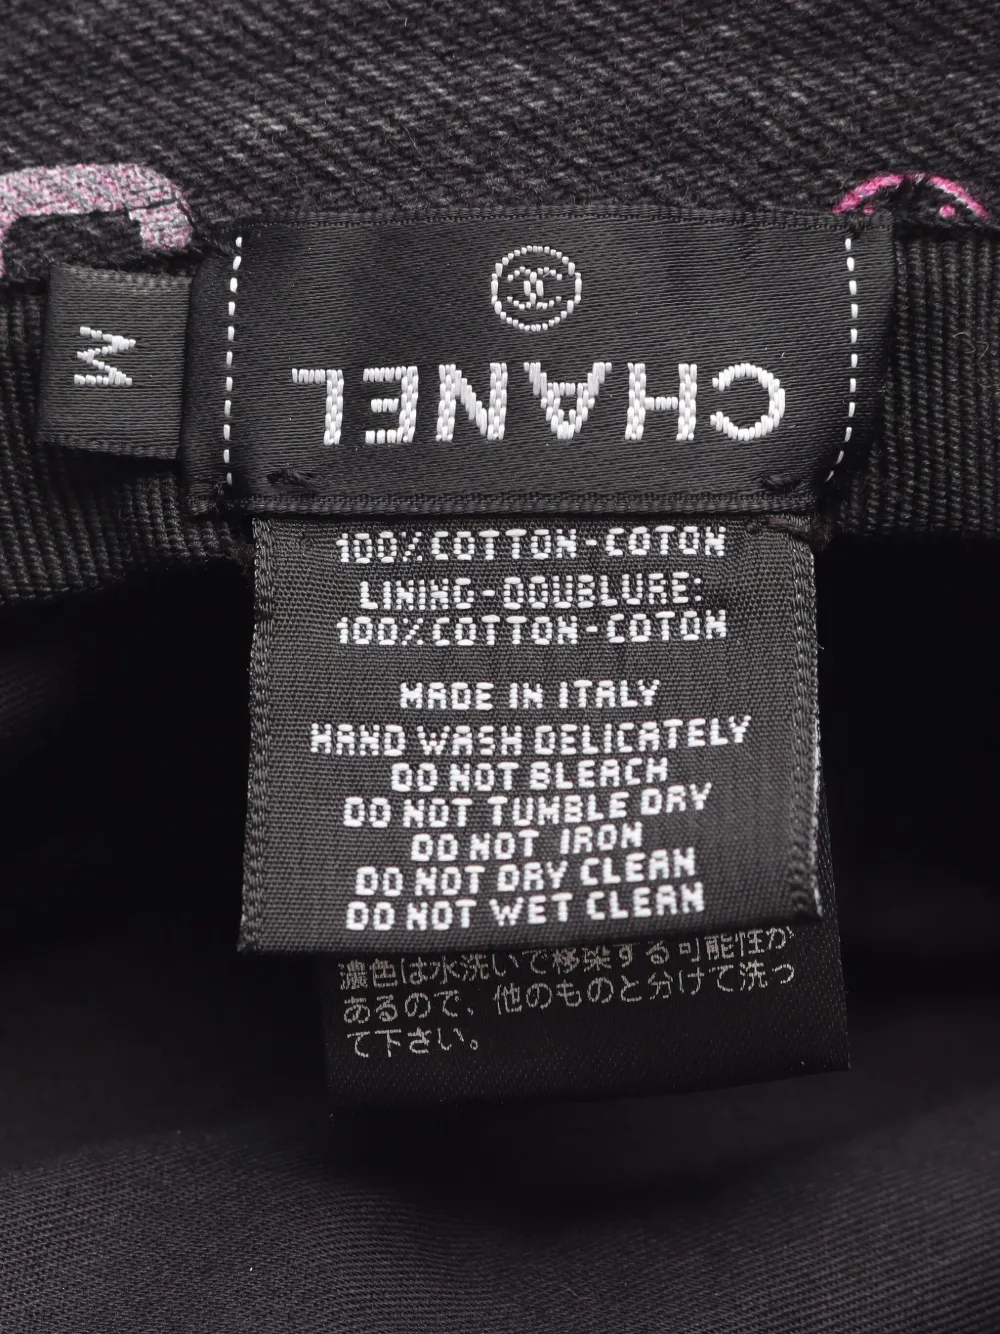 M
CHANEL
100% COTTON-COTON
LINING-DOUBLURE:
100% COTTON-COTON
MADE IN ITALY
HAND WASH DELICATELY
DO NOT BLEACH
DO NOT TUMBLE DRY
DO NOT IRON
DO NOT DRY CLEAN
DO NOT WET CLEAN
濃色は水洗いで移染する可能性が
あるので、他のものと分けて洗っ
て下さい。